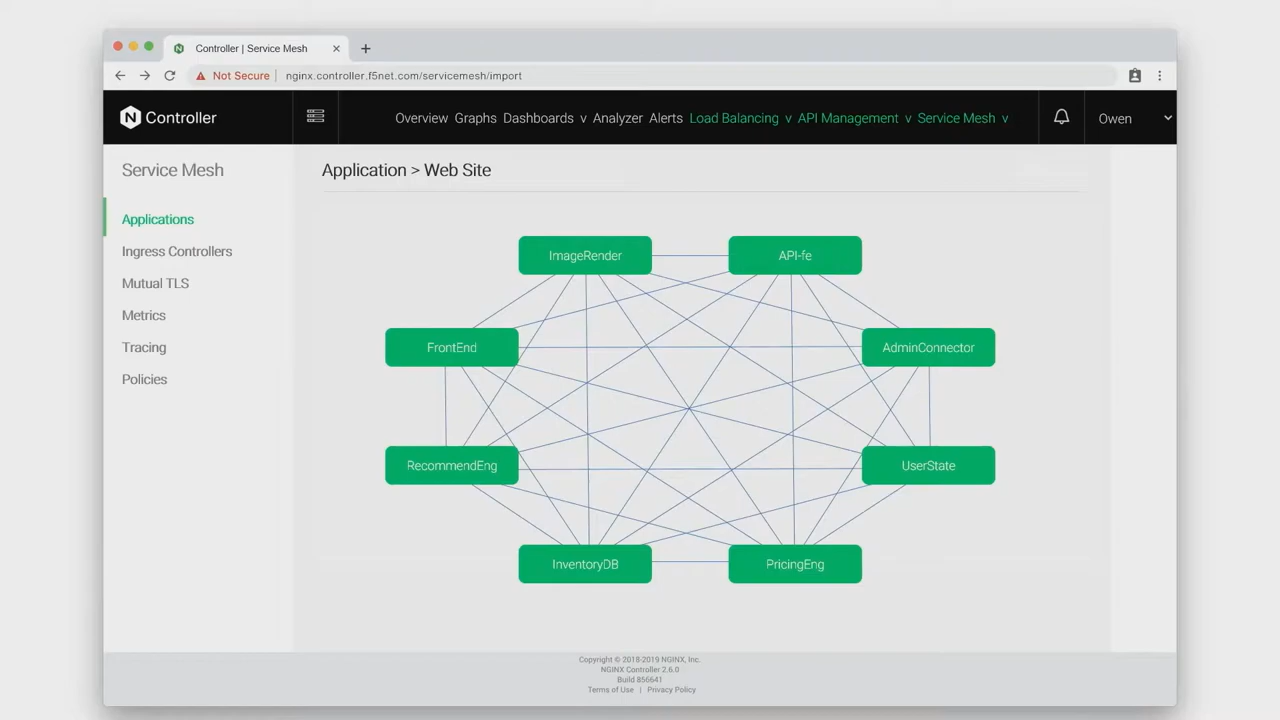 Controller | Service Mesh
Not Secure nginx.controller.f5net.com/servicemesh/import
N Controller Overview Graphs Dashboards v Analyzer Alerts Load Balancing v API Management v Service Mesh v Owen
Service Mesh
Applications
Ingress Controllers
Mutual TLS
Metrics
Tracing
Policies
Application > Web Site
ImageRender API-fe
FrontEnd AdminConnector
RecommendEng UserState
InventoryDB PricingEng
Copyright © 2018-2019 NGINX, Inc.
NGINX Controller 2.6.0
Build 856641
Terms of Use | Privacy Policy